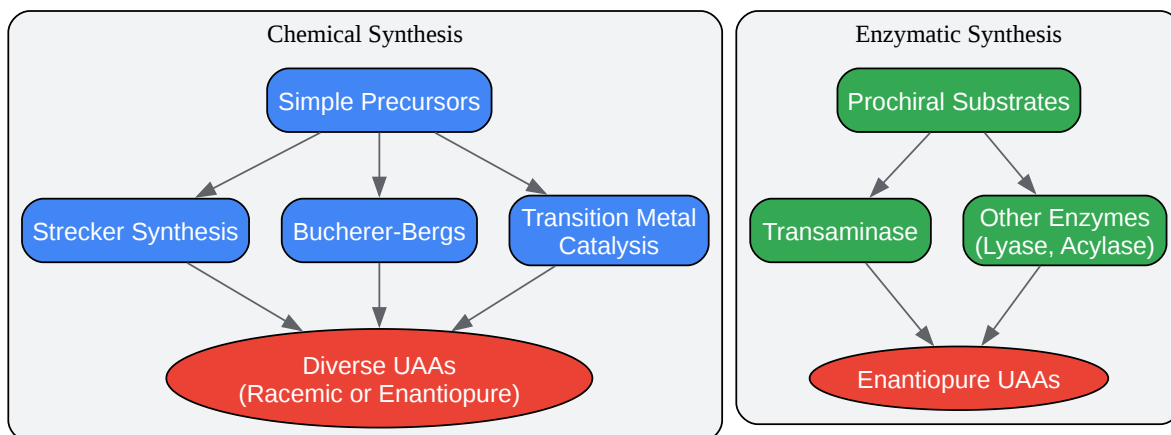 Chemical Synthesis
Simple Precursors
Strecker Synthesis
Bucherer-Bergs
Transition Metal
Catalysis
Diverse UAAs
(Racemic or Enantiopure)
Enzymatic Synthesis
Prochiral Substrates
Transaminase
Other Enzymes
(Lyase, Acylase)
Enantiopure UAAs